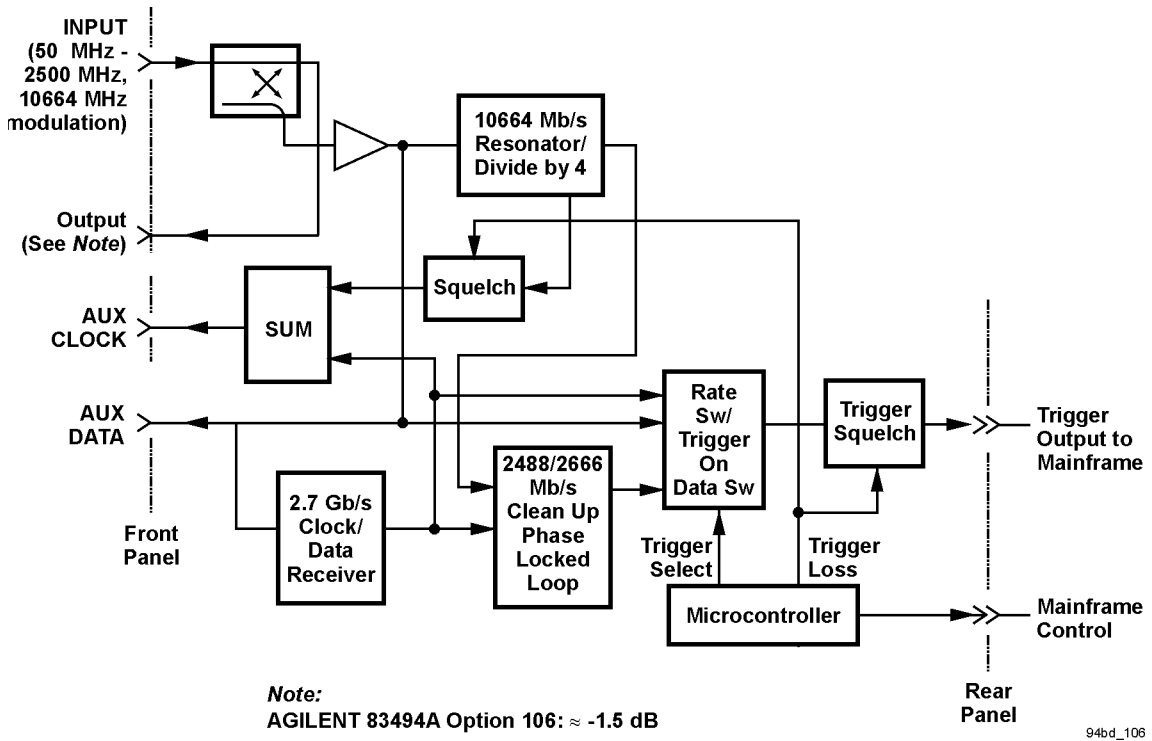 INPUT
(50 MHz -
2500 MHz,
10664 MHz
modulation)
10664 Mb/s
Resonator/
Divide by 4
Output
(See Note)
Squelch
AUX
CLOCK
SUM
AUX
DATA
Rate
Sw/
Trigger
On
Data Sw
Trigger
Squelch
Trigger
Output to
Mainframe
2.7 Gb/s
Clock/
Data
Receiver
2488/2666
Mb/s
Clean Up
Phase
Locked
Loop
Front
Panel
Trigger
Select
Trigger
Loss
Microcontroller
Mainframe
Control
Rear
Panel
Note:
AGILENT 83494A Option 106: ≈ -1.5 dB
94bd_106